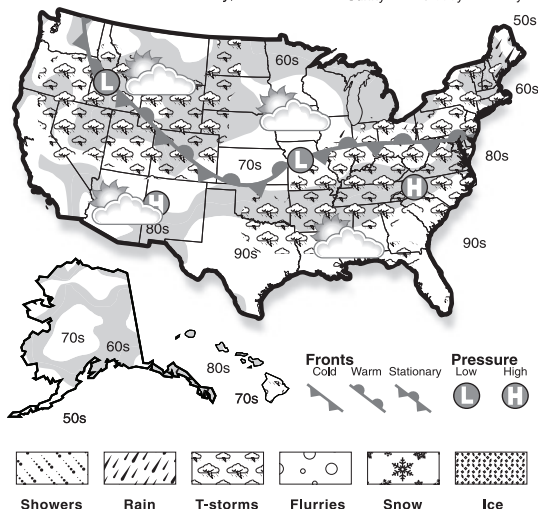 50s
60s
60s
L
70s
L
80s
H
H
80s
90s
90s
70s
60s
80s
70s
50s
Fronts
Cold Warm Stationary
Pressure
Low High
L H
Showers Rain T-storms Flurries Snow Ice